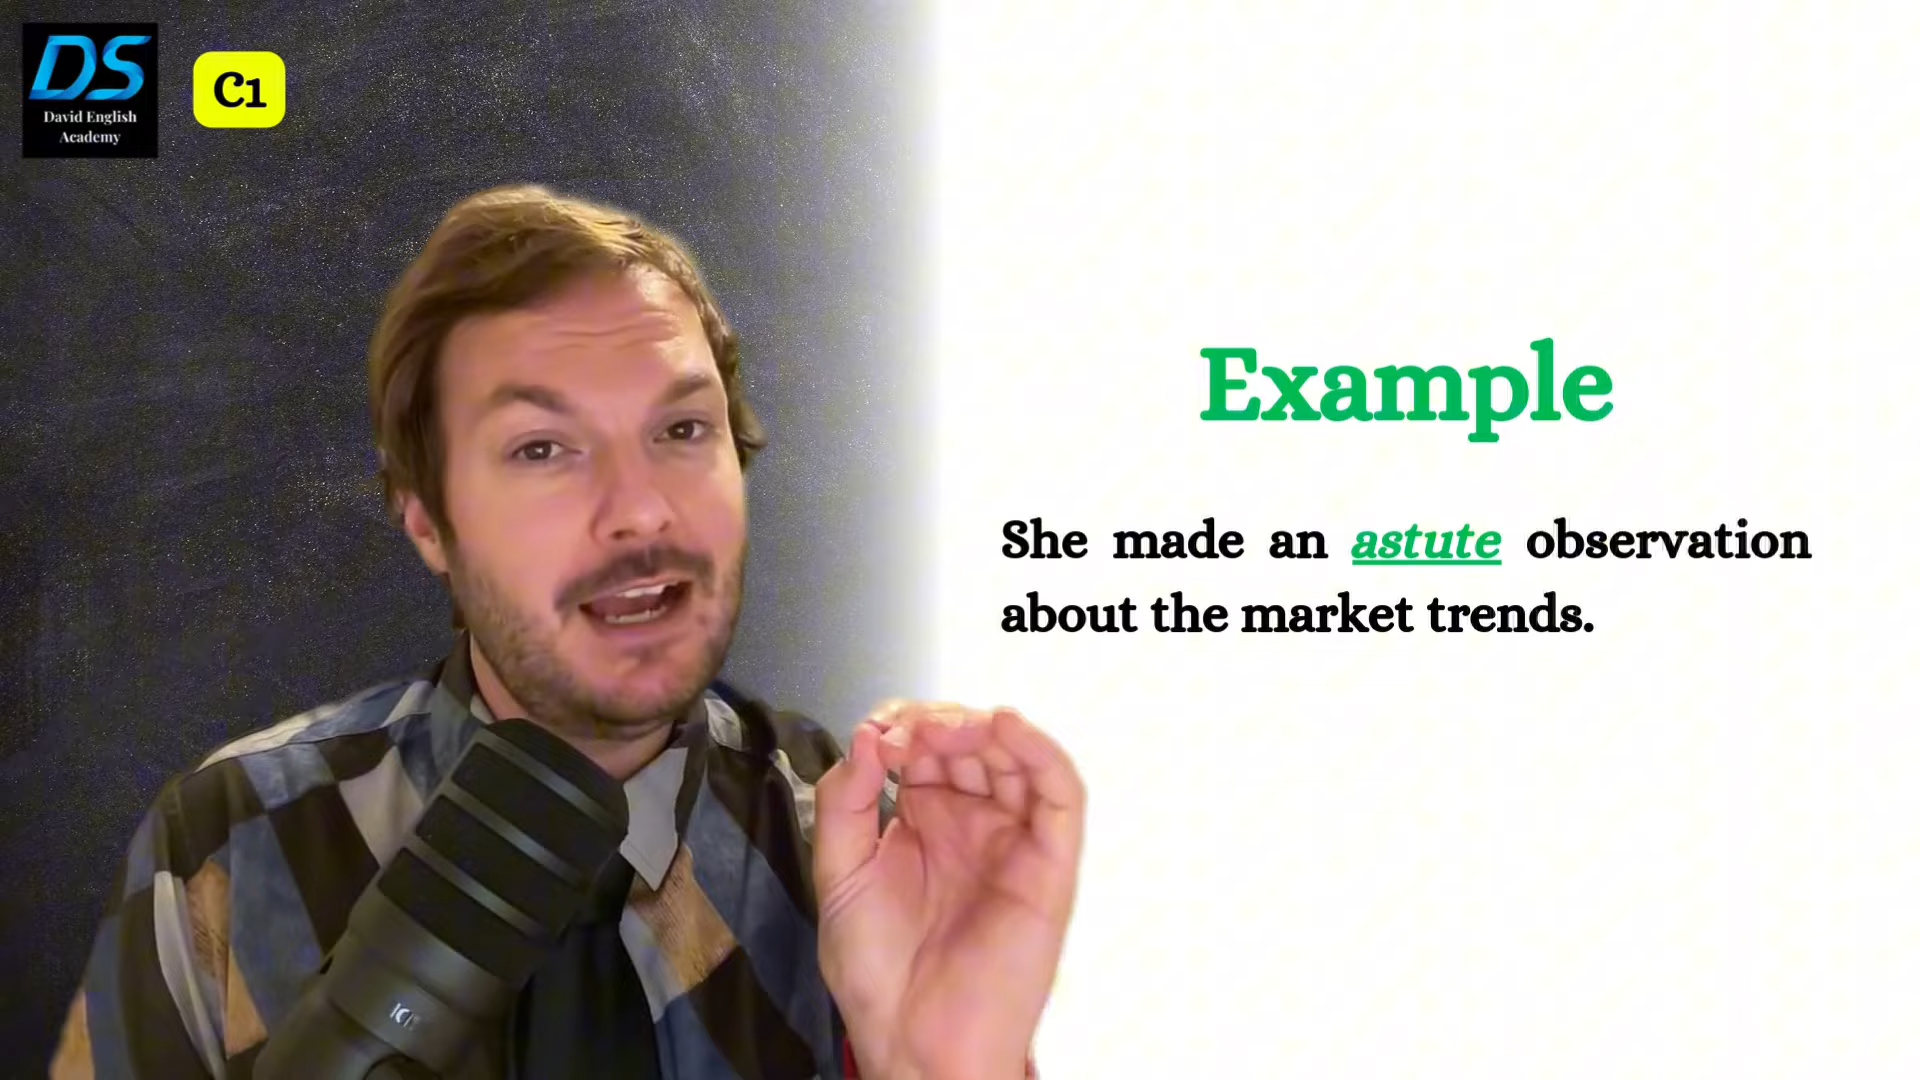 DS
David English
Academy
C1
Example
She made an astute observation
about the market trends.